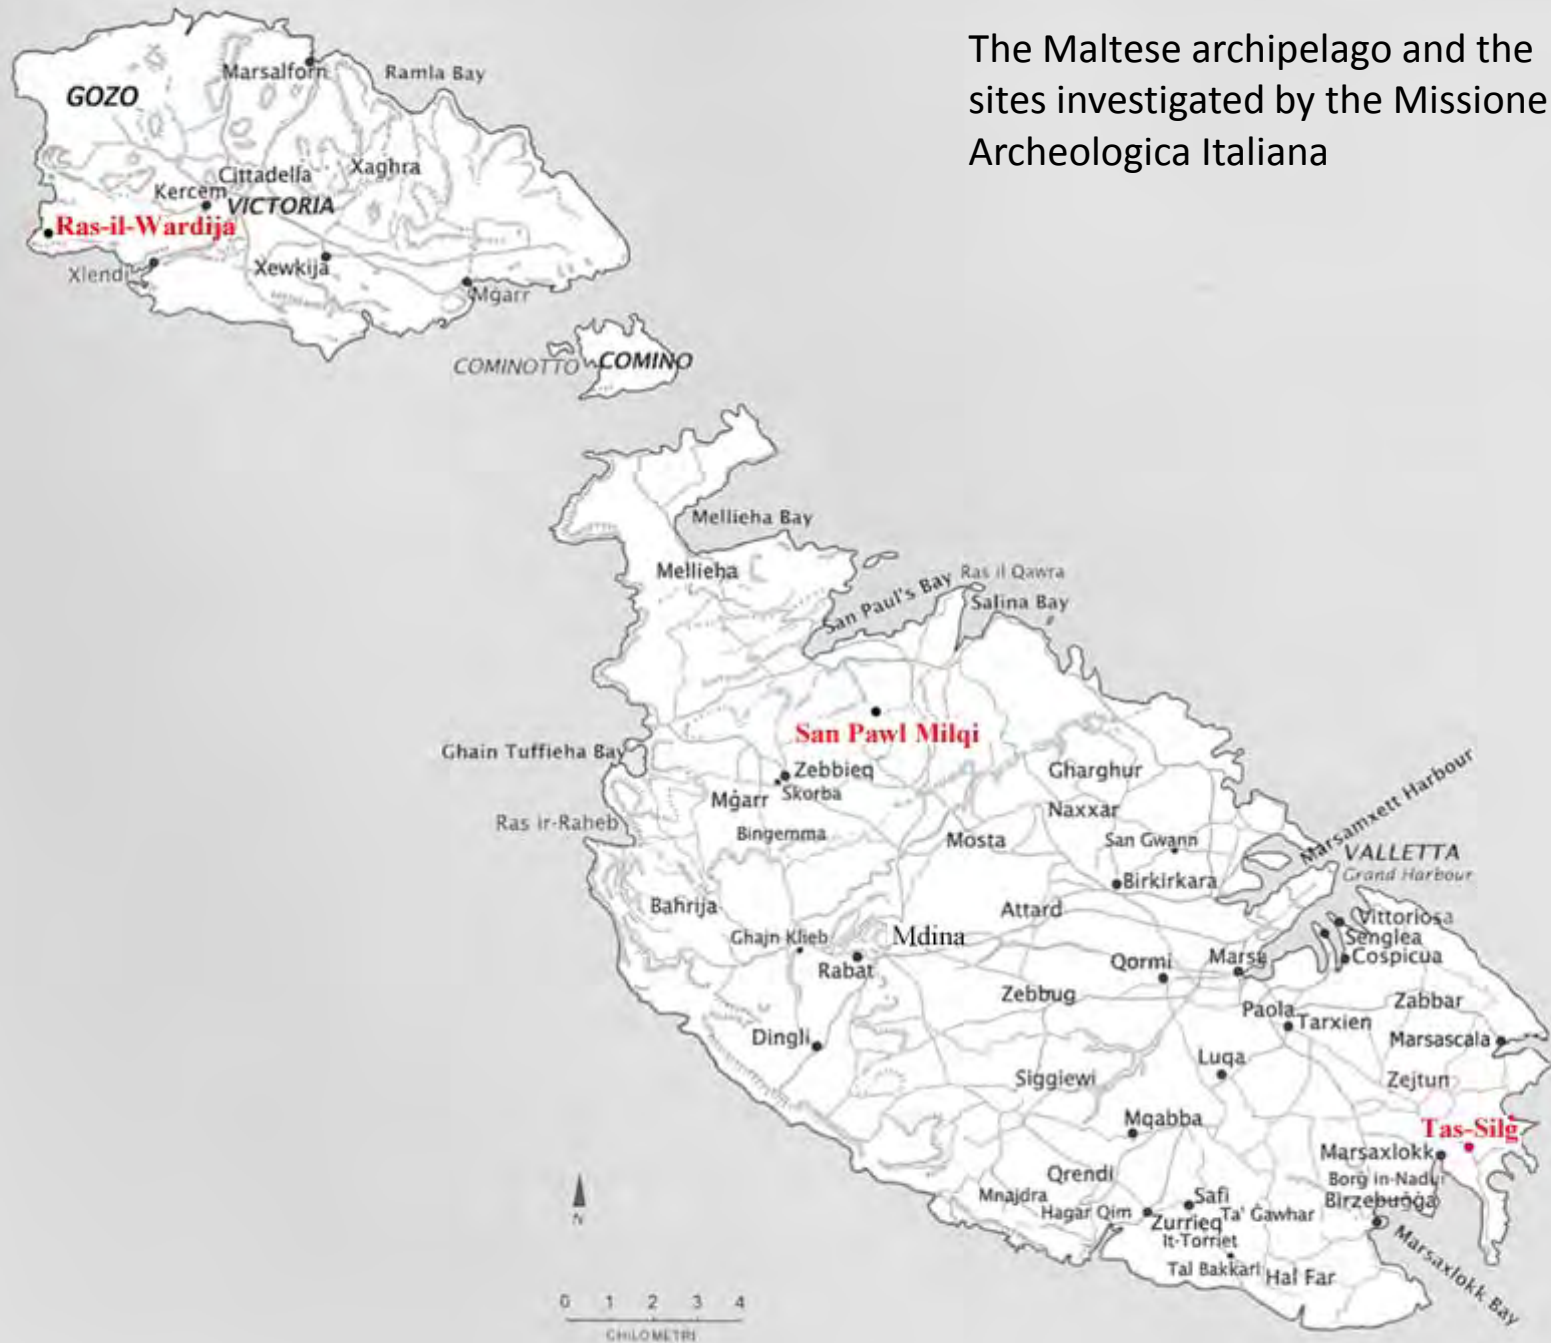 The Maltese archipelago and the
sites investigated by the Missione
Archeologica Italiana
Marsalforn
Ramla Bay
GOZO
Cittadella
Xaghra
Kercem
VICTORIA
Ras-il-Wardija
Xlendi
Xewkija
Mġarr
COMINOTTO
COMINO
Mellieha Bay
Mellieha
San Paul's Bay
Ras il Qawra
Salina Bay
San Pawl Milqi
Ghain Tuffieha Bay
Zebbieq
Skorba
Mġarr
Gharghur
Naxxar
Ras ir-Raheb
Bingemma
Mosta
San Gwann
Marsamxett Harbour
VALLETTA
Grand Harbour
Birkirkara
Bahrija
Attard
Vittoriosa
Senglea
Cospicua
Ghajn Klieb
Mdina
Rabat
Qormi
Marsa
Zebbug
Zabbar
Paola
Tarxien
Marsascala
Dingli
Luqa
Siggiewi
Zejtun
Mqabba
Tas-Silġ
Marsaxlokk
Qrendi
Borġ in-Nadur
Mnajdra
Hagar Qim
Safi
Birzebuġġa
Zurrieq
Ta' Ġawhar
It-Torriet
Tal Bakkari
Hal Far
Marsaxlokk Bay
N
0 1 2 3 4
CHILOMETRI